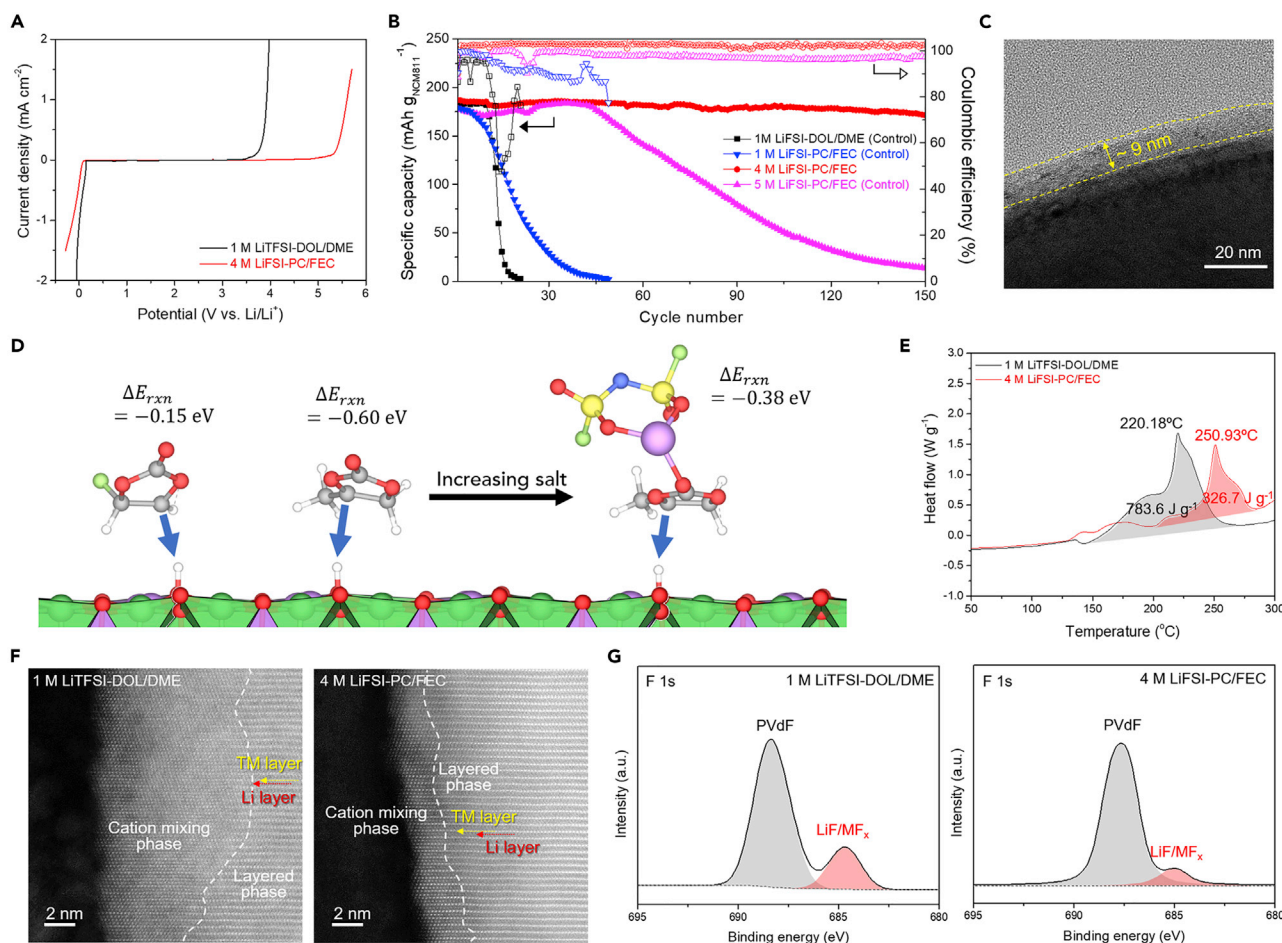 A
Current density (mA cm⁻²)
2
1
0
-1
-2
0
1
2
3
4
5
6
1 M LiTFSI-DOL/DME
4 M LiFSI-PC/FEC
Potential (V vs. Li/Li⁺)
B
Specific capacity (mAh g_NCM811⁻¹)
250
200
150
100
50
0
30
60
90
120
150
100
80
60
40
20
0
Coulombic efficiency (%)
1M LiFSI-DOL/DME (Control)
1 M LiFSI-PC/FEC (Control)
4 M LiFSI-PC/FEC
5 M LiFSI-PC/FEC (Control)
Cycle number
C
~ 9 nm
20 nm
D
ΔE_rxn
= −0.15 eV
ΔE_rxn
= −0.60 eV
Increasing salt
ΔE_rxn
= −0.38 eV
E
Heat flow (W g⁻¹)
3.0
2.5
2.0
1.5
1.0
0.5
0.0
-0.5
-1.0
1 M LiTFSI-DOL/DME
4 M LiFSI-PC/FEC
220.18ºC
250.93ºC
783.6 J g⁻¹
326.7 J g⁻¹
50
100
150
200
250
300
Temperature (°C)
F
1 M LiTFSI-DOL/DME
TM layer
Li layer
Cation mixing
phase
Layered
phase
2 nm
4 M LiFSI-PC/FEC
Layered
phase
TM layer
Li layer
Cation mixing
phase
2 nm
G
F 1s
1 M LiTFSI-DOL/DME
PVdF
LiF/MFₓ
Intensity (a.u.)
695
690
685
680
Binding energy (eV)
F 1s
4 M LiFSI-PC/FEC
PVdF
LiF/MFₓ
Intensity (a.u.)
695
690
685
680
Binding energy (eV)